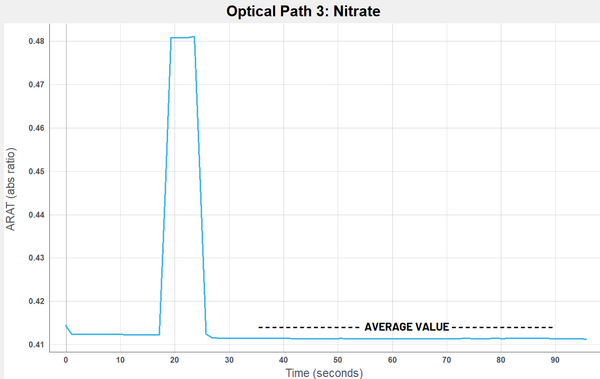 Optical Path 3: Nitrate
0.48
0.47
0.46
0.45
0.44
0.43
0.42
0.41
ARAT (abs ratio)
AVERAGE VALUE
0 10 20 30 40 50 60 70 80 90
Time (seconds)